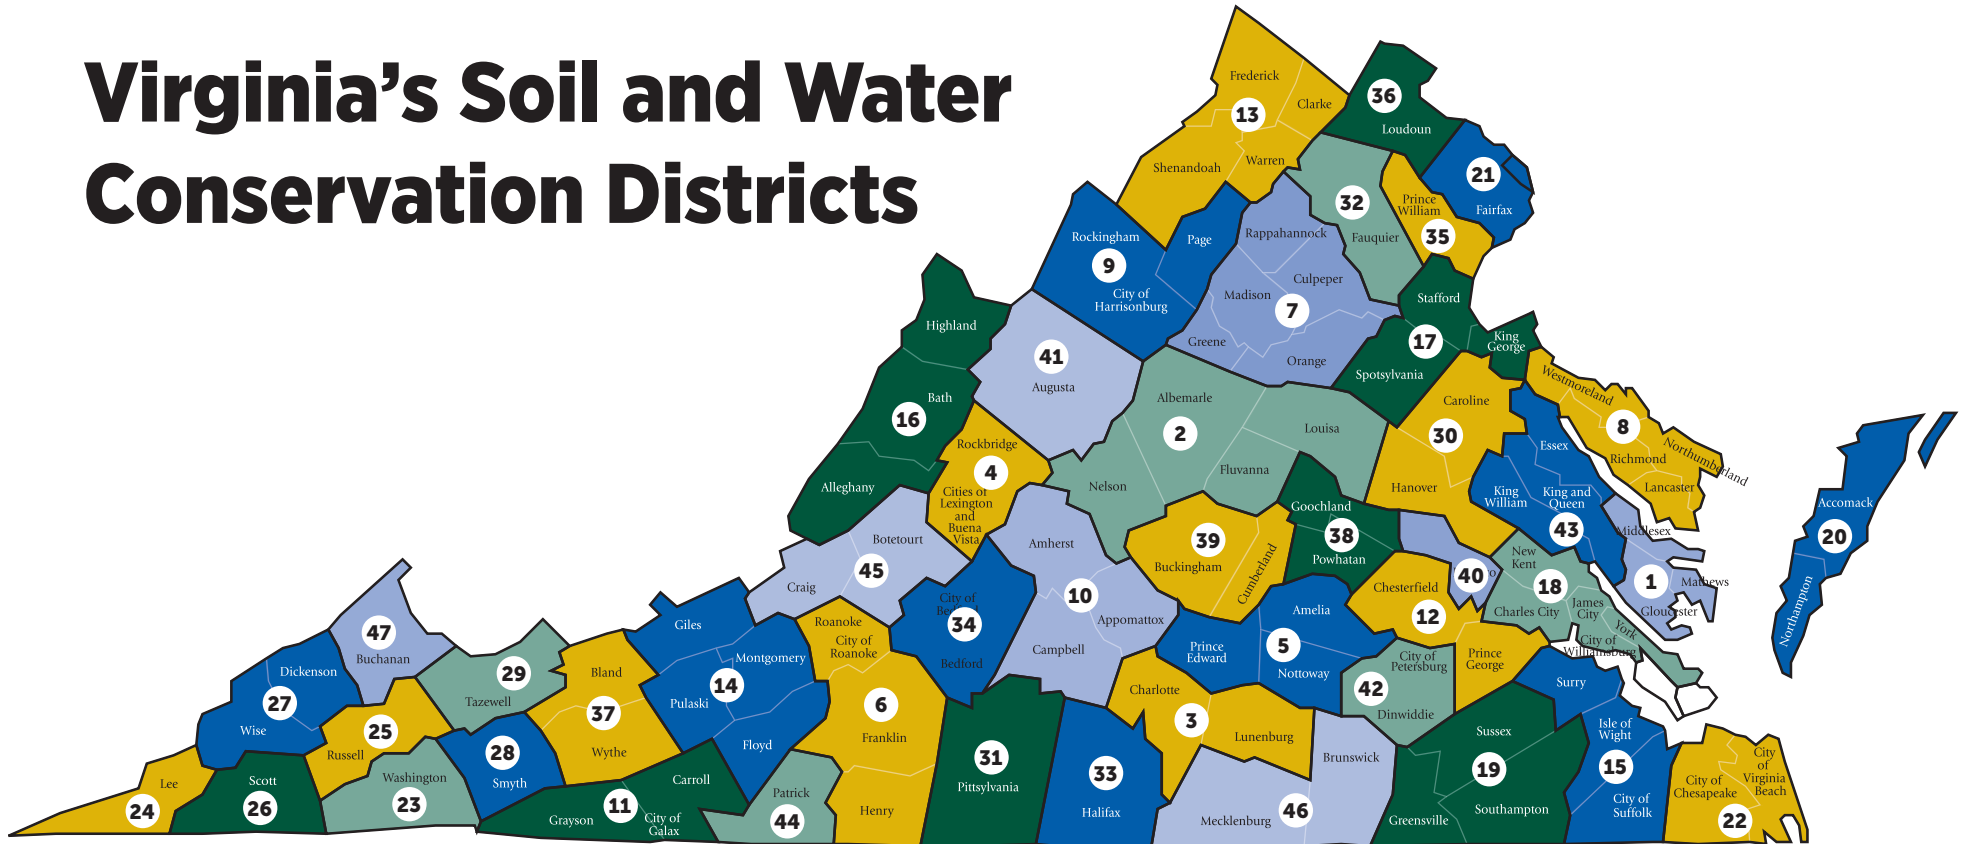 Virginia's Soil and Water
Conservation Districts
Frederick
Clarke
13
Shenandoah
Warren
36
Loudoun
21
Fairfax
32
Fauquier
Prince
William
35
Rockingham
9
City of
Harrisonburg
Page
Rappahannock
Culpeper
Madison
7
Greene
Orange
Stafford
17
King
George
Spotsylvania
Highland
Bath
16
Alleghany
41
Augusta
Rockbridge
4
Cities of
Lexington
and
Buena
Vista
Albemarle
2
Louisa
Fluvanna
Nelson
Caroline
30
Hanover
Westmoreland
8
Richmond
Northumberland
Lancaster
Essex
King
William
King and
Queen
43
Middlesex
1
Mathews
Gloucester
Accomack
20
Northampton
Goochland
38
Powhatan
39
Buckingham
Cumberland
Botetourt
45
Craig
Amherst
10
Appomattox
Campbell
City of
Bedford
34
Bedford
Chesterfield
12
40
New
Kent
18
Charles City
James
City
York
City of
Williamsburg
Amelia
5
Nottoway
Prince
Edward
City of
Petersburg
42
Dinwiddie
Prince
George
47
Buchanan
Dickenson
27
Wise
29
Tazewell
Bland
37
Wythe
Giles
Montgomery
14
Pulaski
Floyd
Roanoke
City of
Roanoke
6
Franklin
Henry
25
Russell
Lee
24
Scott
26
Washington
23
28
Smyth
Grayson
11
Carroll
City of
Galax
Patrick
44
31
Pittsylvania
33
Halifax
Charlotte
3
Lunenburg
Mecklenburg
46
Brunswick
Sussex
19
Southampton
Greensville
Surry
Isle of
Wight
15
City of
Suffolk
City of
Chesapeake
City
of
Virginia
Beach
22